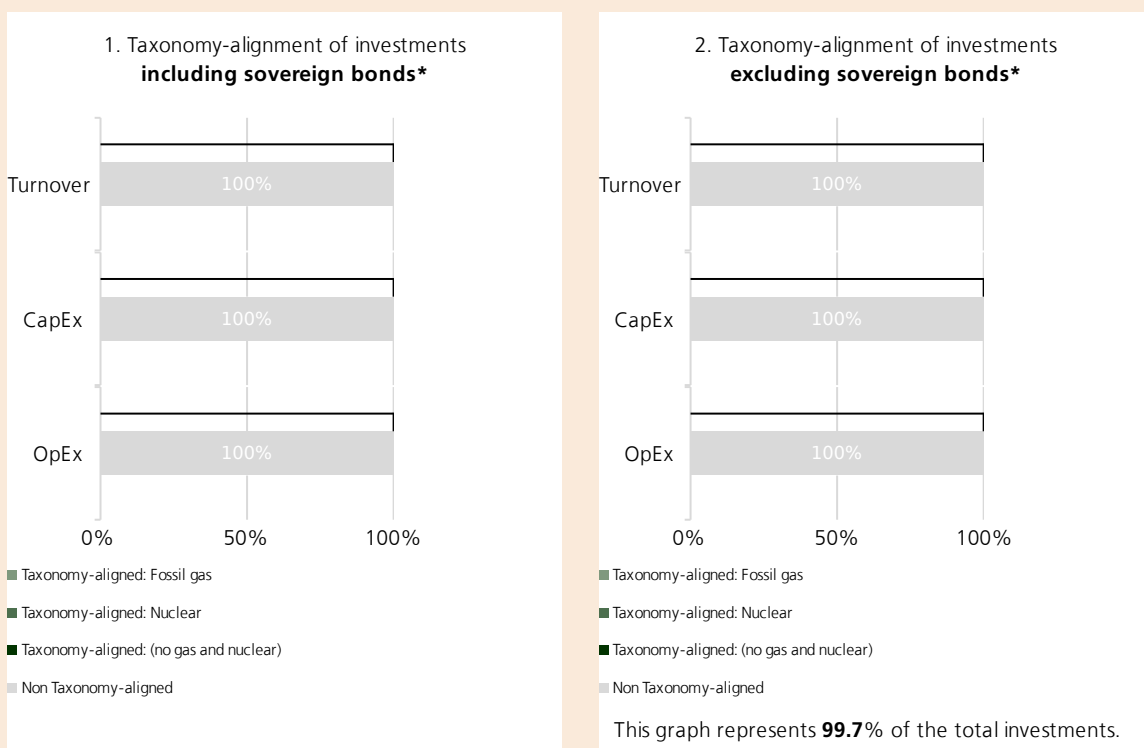 1. Taxonomy-alignment of investments
including sovereign bonds*
Turnover
100%
CapEx
100%
OpEx
100%
0% 50% 100%
Taxonomy-aligned: Fossil gas
Taxonomy-aligned: Nuclear
Taxonomy-aligned: (no gas and nuclear)
Non Taxonomy-aligned
2. Taxonomy-alignment of investments
excluding sovereign bonds*
Turnover
100%
CapEx
100%
OpEx
100%
0% 50% 100%
Taxonomy-aligned: Fossil gas
Taxonomy-aligned: Nuclear
Taxonomy-aligned: (no gas and nuclear)
Non Taxonomy-aligned
This graph represents 99.7% of the total investments.